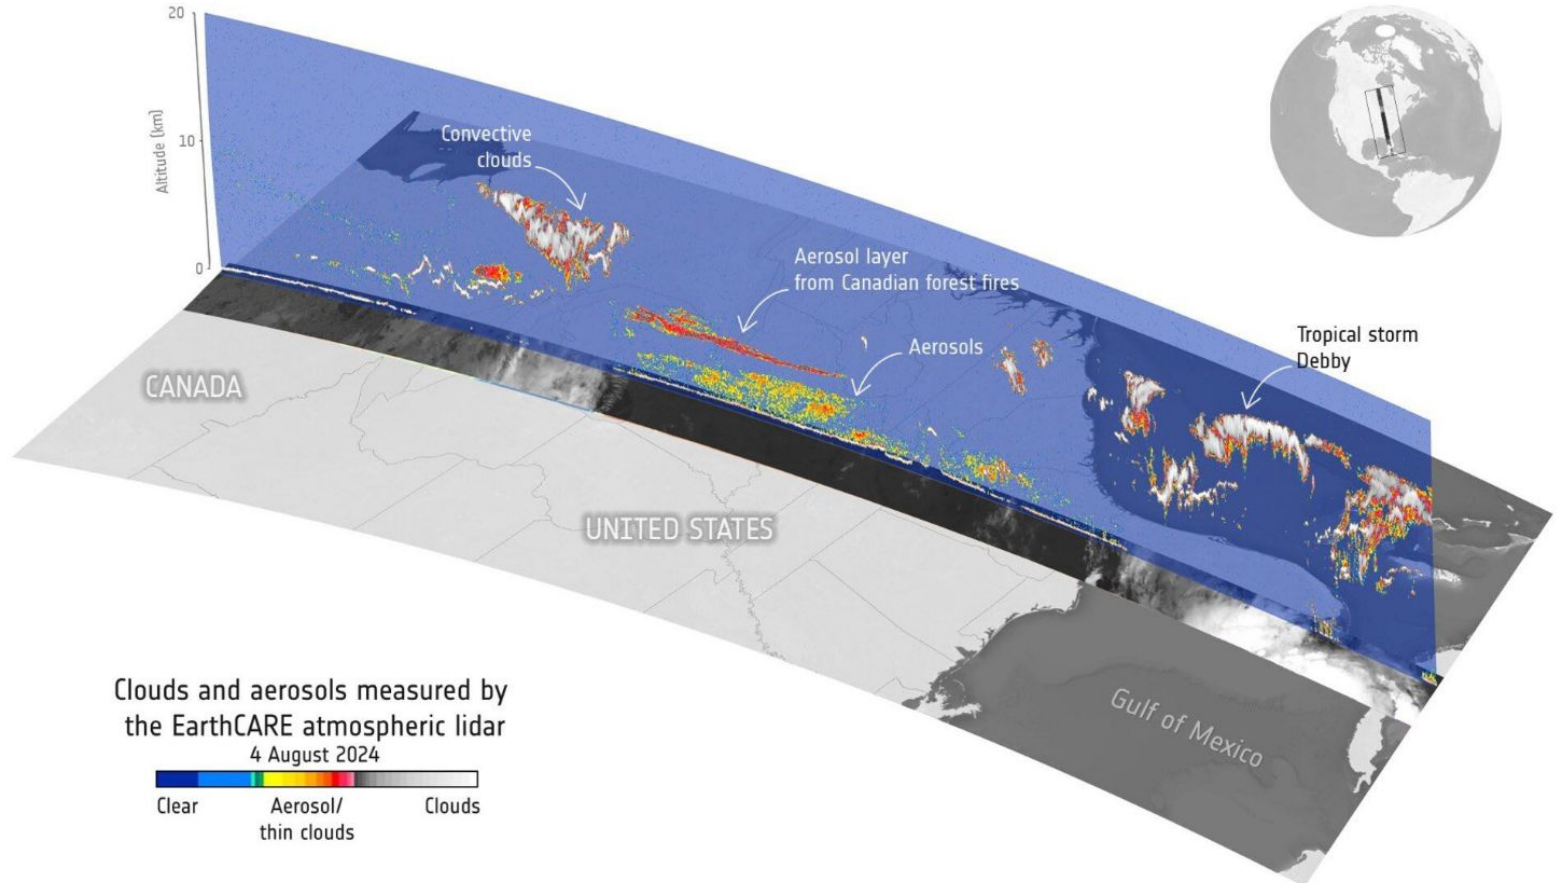 20
Altitude (km)
10
0
Convective
clouds
Aerosol layer
from Canadian forest fires
Aerosols
Tropical storm
Debby
CANADA
UNITED STATES
Gulf of Mexico
Clouds and aerosols measured by
the EarthCARE atmospheric lidar
4 August 2024
Clear
Aerosol/
thin clouds
Clouds